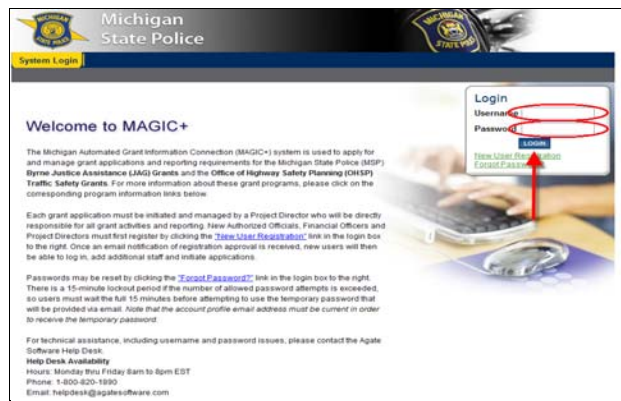 Michigan
State Police
System Login
Login
Username
Password
LOGIN
New User Registration
Forgot Password?
Welcome to MAGIC+
The Michigan Automated Grant Information Connection (MAGIC+) system is used to apply for
and manage grant applications and reporting requirements for the Michigan State Police (MSP)
Byrne Justice Assistance (JAG) Grants and the Office of Highway Safety Planning (OHSP)
Traffic Safety Grants. For more information about these grant programs, please click on the
corresponding program information links below.
Each grant application must be initiated and managed by a Project Director who will be directly
responsible for all grant activities and reporting. New Authorized Officials, Financial Officers and
Project Directors must first register by clicking the "New User Registration" link in the login box
to the right. Once an email notification of registration approval is received, new users will then
be able to log in, add additional staff and initiate applications.
Passwords may be reset by clicking the "Forgot Password?" link in the login box to the right.
There is a 15-minute lockout period if the number of allowed password attempts is exceeded,
so users must wait the full 15 minutes before attempting to use the temporary password that
will be provided via email. Note that the account profile email address must be current in order
to receive the temporary password.
For technical assistance, including username and password issues, please contact the Agate
Software Help Desk.
Help Desk Availability
Hours: Monday thru Friday 8am to 8pm EST
Phone: 1-800-820-1890
Email: helpdesk@agatesoftware.com